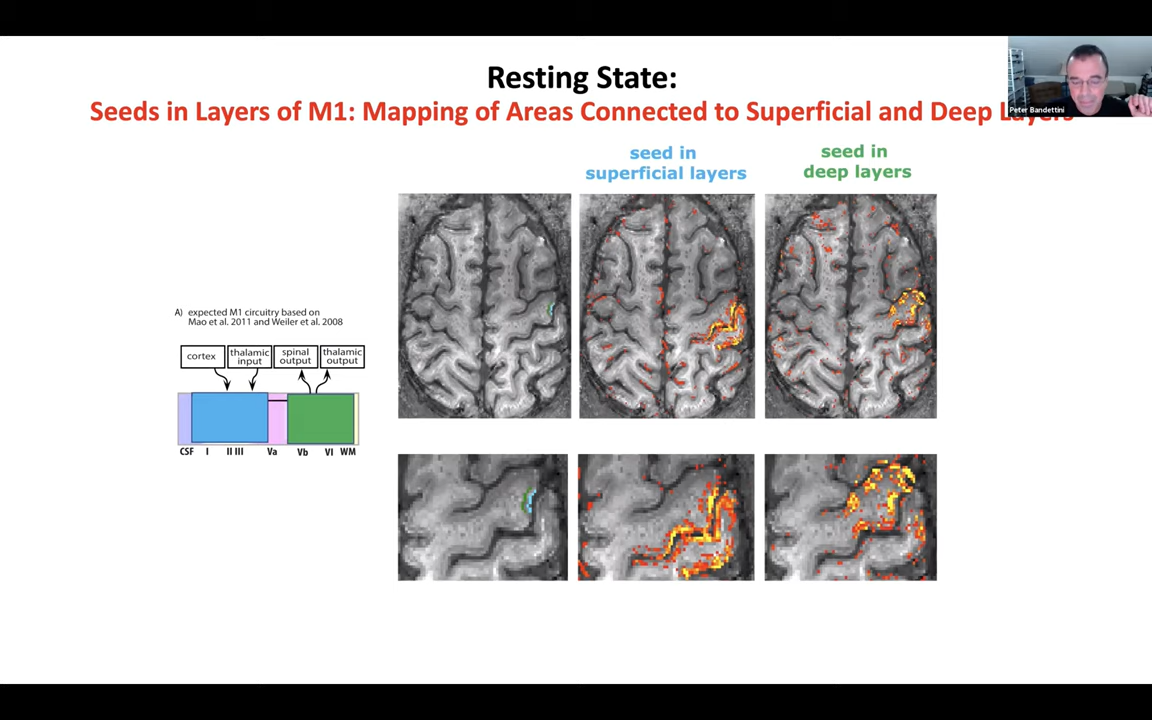 Resting State:
Seeds in Layers of M1: Mapping of Areas Connected to Superficial and Deep Layers
Peter Bandettini
seed in
superficial layers
seed in
deep layers
A) expected M1 circuitry based on
Mao et al. 2011 and Weiler et al. 2008
cortex
thalamic
input
spinal
output
thalamic
output
CSF I II III Va Vb VI WM